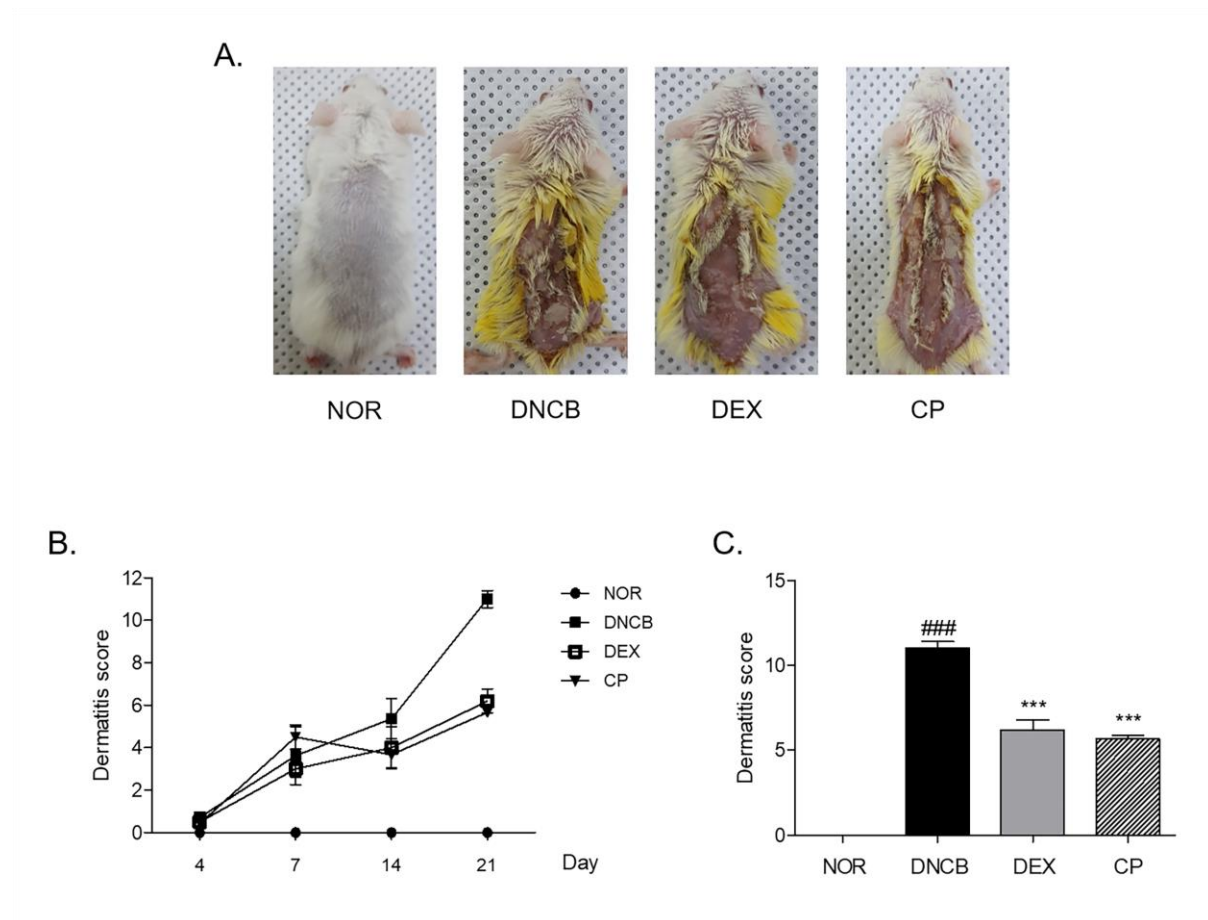 A.
NOR DNCB DEX CP
B.
Dermatitis score
12
10
8
6
4
2
0
4 7 14 21 Day
NOR
DNCB
DEX
CP
C.
Dermatitis score
15
10
5
0
###
***
***
NOR DNCB DEX CP